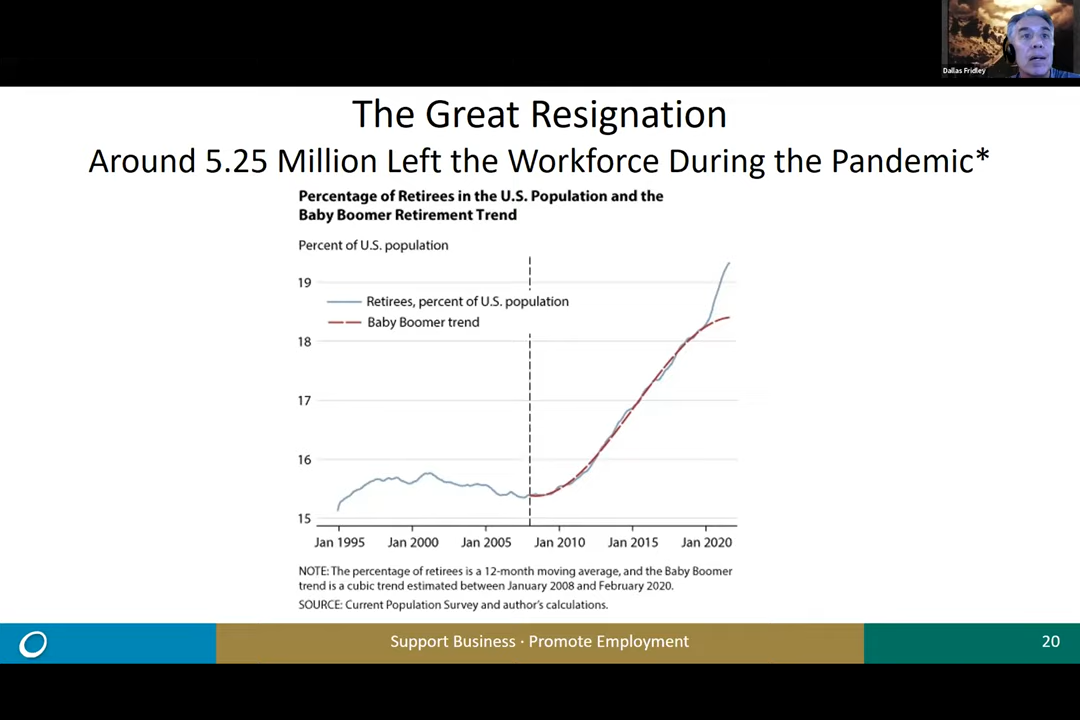 Dallas Fridley
The Great Resignation
Around 5.25 Million Left the Workforce During the Pandemic*
Percentage of Retirees in the U.S. Population and the
Baby Boomer Retirement Trend
Percent of U.S. population
19
Retirees, percent of U.S. population
Baby Boomer trend
18
17
16
15
Jan 1995 Jan 2000 Jan 2005 Jan 2010 Jan 2015 Jan 2020
NOTE: The percentage of retirees is a 12-month moving average, and the Baby Boomer
trend is a cubic trend estimated between January 2008 and February 2020.
SOURCE: Current Population Survey and author's calculations.
Support Business · Promote Employment
20